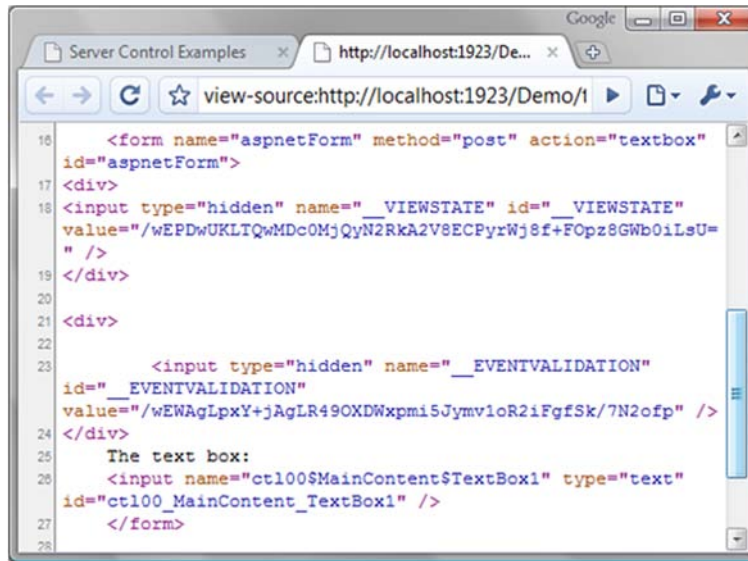 Google
Server Control Examples
http://localhost:1923/De...
view-source:http://localhost:1923/Demo/t
16 <form name="aspnetForm" method="post" action="textbox"
id="aspnetForm">
17 <div>
18 <input type="hidden" name="__VIEWSTATE" id="__VIEWSTATE"
value="/wEPDwUKLTQwMDc0MjQyN2RkA2V8ECPyrWj8f+FOpz8GWb0iLsU=
" />
19 </div>
20
21 <div>
22
23 <input type="hidden" name="__EVENTVALIDATION"
id="__EVENTVALIDATION"
value="/wEWAgLpxY+jAgLR49OXDWxpmi5Jymv1oR2iFgfSk/7N2ofp" />
24 </div>
25 The text box:
26 <input name="ctl00$MainContent$TextBox1" type="text"
id="ctl00_MainContent_TextBox1" />
27 </form>
28